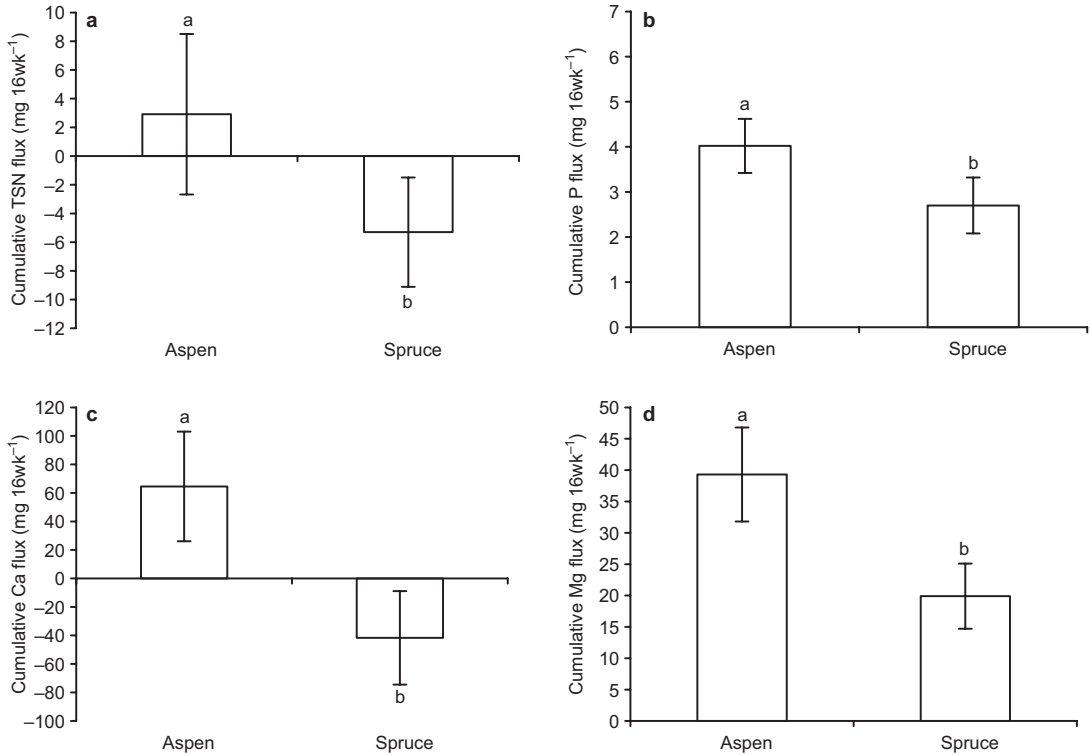 a
Cumulative TSN flux (mg 16wk⁻¹)
10
8
6
4
2
0
−2
−4
−6
−8
−10
−12
a
b
Aspen
Spruce
b
Cumulative P flux (mg 16wk⁻¹)
7
6
5
4
3
2
1
0
a
b
Aspen
Spruce
c
Cumulative Ca flux (mg 16wk⁻¹)
120
100
80
60
40
20
0
−20
−40
−60
−80
−100
a
b
Aspen
Spruce
d
Cumulative Mg flux (mg 16wk⁻¹)
50
45
40
35
30
25
20
15
10
5
0
a
b
Aspen
Spruce